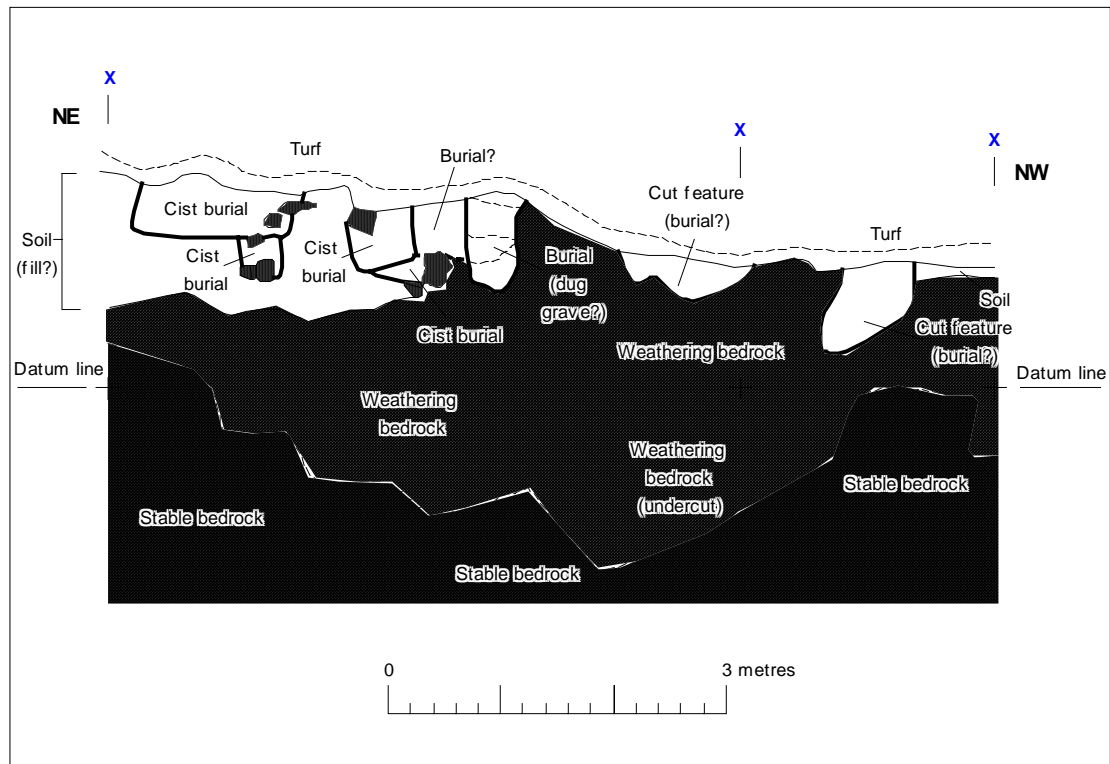 X
NE
X
X
NW
Turf
Burial?
Cut feature
(burial?)
Turf
Cist burial
Soil
(fill?)
Cist
burial
Cist
burial
Burial
(dug
grave?)
Cist burial
Soil
Cut feature
(burial?)
Weathering bedrock
Datum line
Datum line
Weathering
bedrock
Weathering
bedrock
(undercut)
Stable bedrock
Stable bedrock
Stable bedrock
0
3 metres